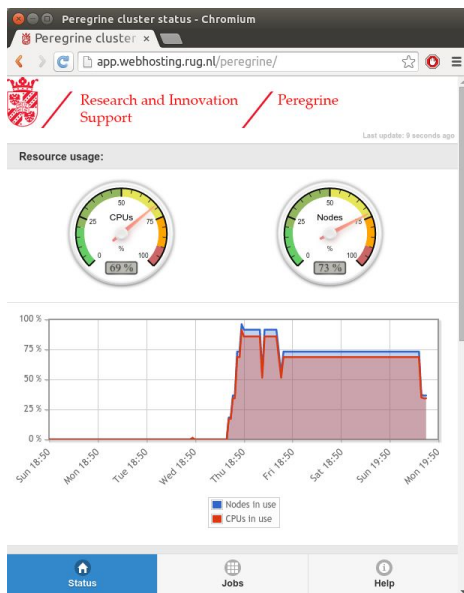 Peregrine cluster status - Chromium
Peregrine cluster
app.webhosting.rug.nl/peregrine/
Research and Innovation
Support
Peregrine
Last update: 9 seconds ago
Resource usage:
CPUs
0
25
50
75
100
%
69 %
Nodes
0
25
50
75
100
%
73 %
100 %
75 %
50 %
25 %
0 %
Sun 18:50
Mon 18:50
Tue 18:50
Wed 18:50
Thu 18:50
Fri 18:50
Sat 18:50
Sun 19:50
Mon 19:50
Nodes in use
CPUs in use
Status
Jobs
Help